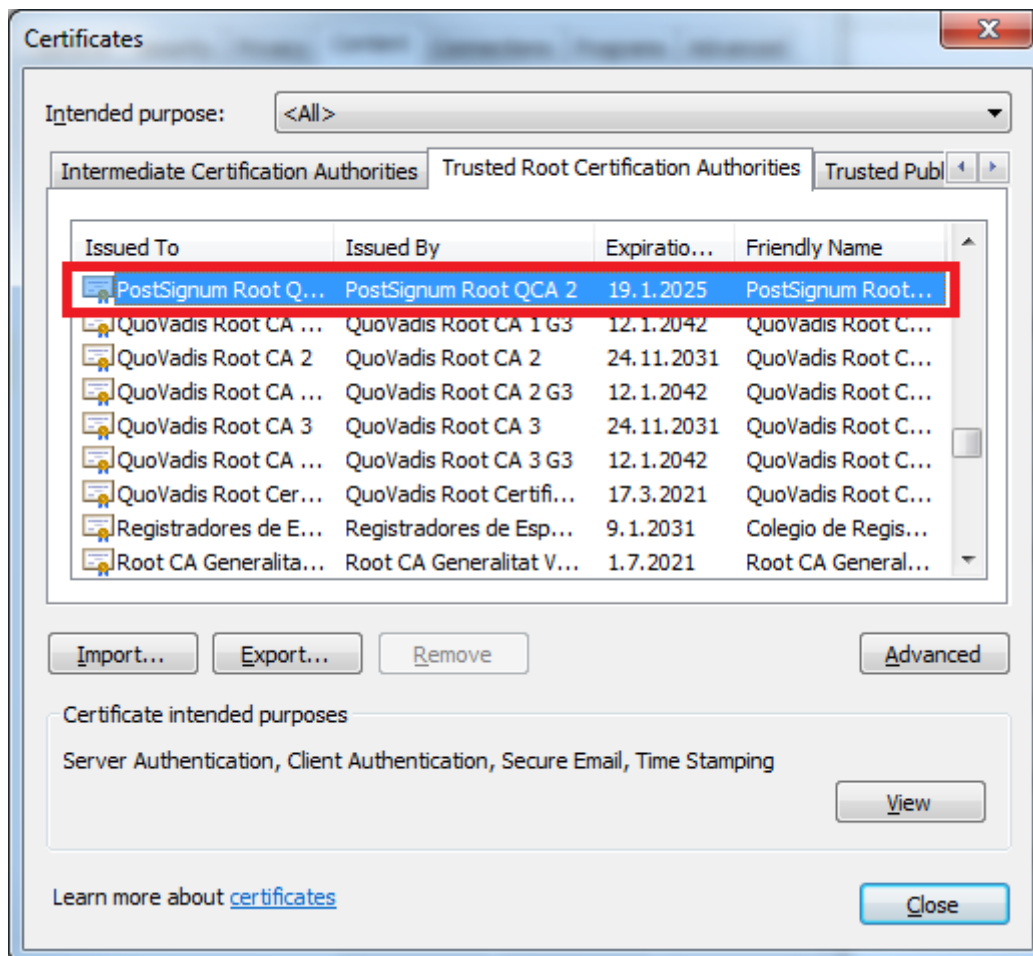 Certificates
Intended purpose: <All>
Intermediate Certification Authorities Trusted Root Certification Authorities Trusted Publ
Issued To Issued By Expiratio... Friendly Name
PostSignum Root Q... PostSignum Root QCA 2 19.1.2025 PostSignum Root...
QuoVadis Root CA ... QuoVadis Root CA 1 G3 12.1.2042 QuoVadis Root C...
QuoVadis Root CA 2 QuoVadis Root CA 2 24.11.2031 QuoVadis Root C...
QuoVadis Root CA ... QuoVadis Root CA 2 G3 12.1.2042 QuoVadis Root C...
QuoVadis Root CA 3 QuoVadis Root CA 3 24.11.2031 QuoVadis Root C...
QuoVadis Root CA ... QuoVadis Root CA 3 G3 12.1.2042 QuoVadis Root C...
QuoVadis Root Cer... QuoVadis Root Certifi... 17.3.2021 QuoVadis Root C...
Registradores de E... Registradores de Esp... 9.1.2031 Colegio de Regis...
Root CA Generalita... Root CA Generalitat V... 1.7.2021 Root CA General...
Import... Export... Remove Advanced
Certificate intended purposes
Server Authentication, Client Authentication, Secure Email, Time Stamping
View
Learn more about certificates
Close